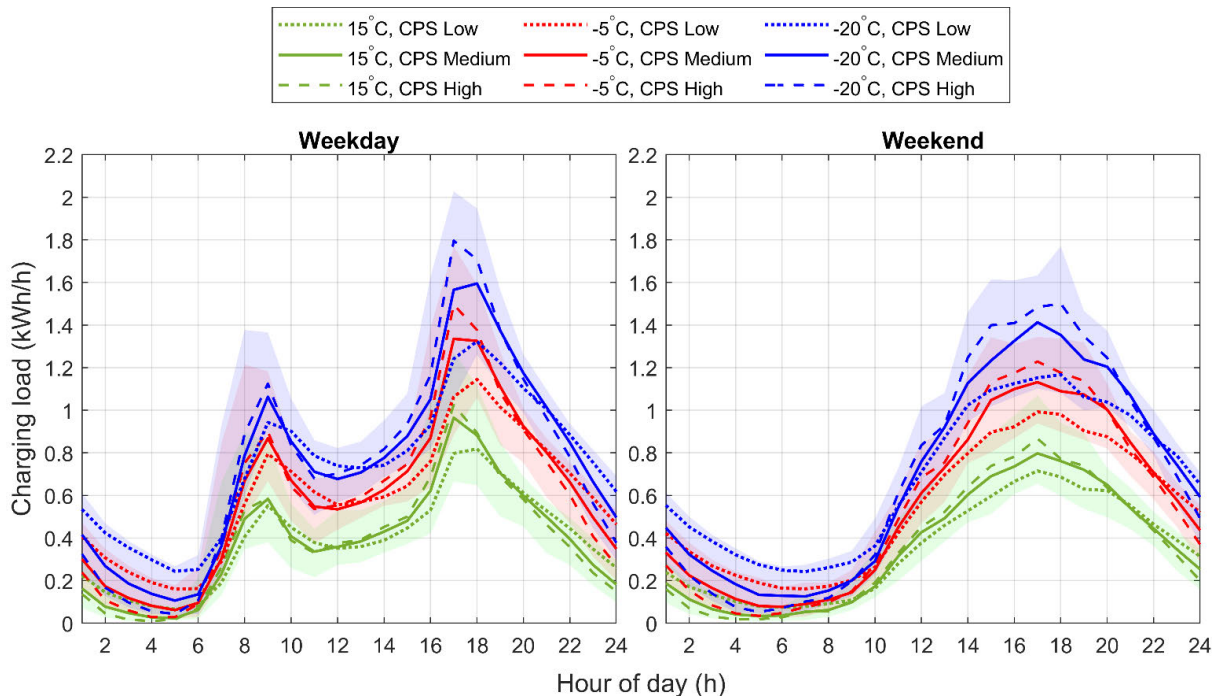 15°C, CPS Low -5°C, CPS Low -20°C, CPS Low
15°C, CPS Medium -5°C, CPS Medium -20°C, CPS Medium
15°C, CPS High -5°C, CPS High -20°C, CPS High
Weekday Weekend
Charging load (kWh/h)
2.2 2.2
2 2
1.8 1.8
1.6 1.6
1.4 1.4
1.2 1.2
1 1
0.8 0.8
0.6 0.6
0.4 0.4
0.2 0.2
0 0
2 4 6 8 10 12 14 16 18 20 22 24 2 4 6 8 10 12 14 16 18 20 22 24
Hour of day (h)